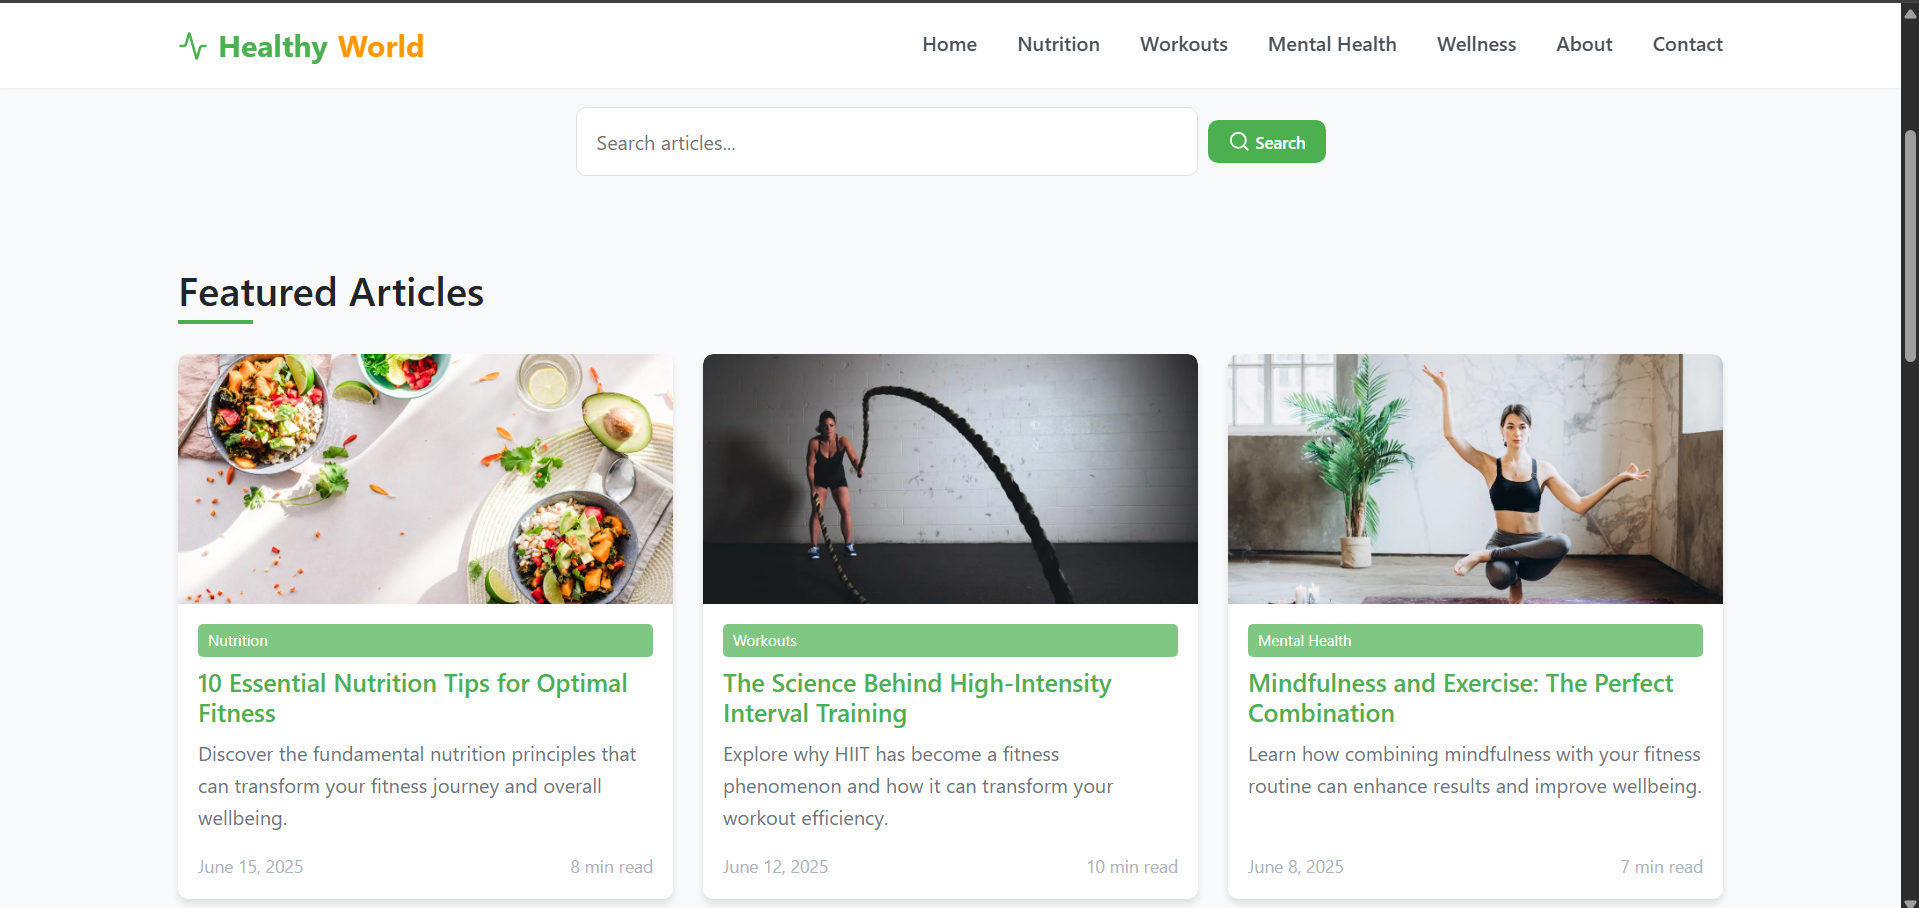 Healthy World
Home Nutrition Workouts Mental Health Wellness About Contact
Search articles...
Search
Featured Articles
Nutrition
10 Essential Nutrition Tips for Optimal
Fitness
Discover the fundamental nutrition principles that
can transform your fitness journey and overall
wellbeing.
June 15, 2025 8 min read
Workouts
The Science Behind High-Intensity
Interval Training
Explore why HIIT has become a fitness
phenomenon and how it can transform your
workout efficiency.
June 12, 2025 10 min read
Mental Health
Mindfulness and Exercise: The Perfect
Combination
Learn how combining mindfulness with your fitness
routine can enhance results and improve wellbeing.
June 8, 2025 7 min read